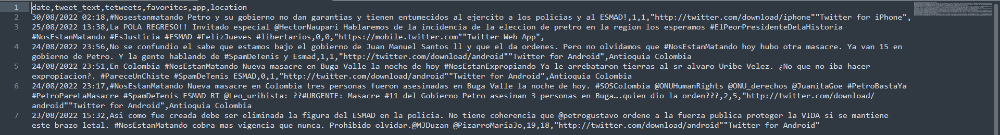 1 date,tweet_text,tetweets,favorites,app,location
2 30/08/2022 02:18,#Nosestanmatando Petro y su gobierno no dan garantias y tienen entumecidos al ejercito a los policias y al ESMAD!,1,1,"http://twitter.com/download/iphone""Twitter for iPhone",
3 25/08/2022 13:38,La POLA REGRESO!! Invitado especial @HectorNaupari Hablaremos de la incidencia de la eleccion de pretro en la region los esperamos #ElPeorPresidenteDeLaHistoria
#NosEstanMatando #EsJusticia #ESMAD #FelizJueves #libertarios,0,0,"https://mobile.twitter.com""Twitter Web App",
4 24/08/2022 23:56,No se confundio el sabe que estamos bajo el gobierno de Juan Manuel Santos ll y que el da ordenes. Pero no olvidamos que #NosEstanMatando hoy hubo otra masacre. Ya van 15 en
gobierno de Petro. Y la gente hablando de #SpamDeTenis y Esmad,1,1,"http://twitter.com/download/android""Twitter for Android",Antioquia Colombia
5 24/08/2022 23:51,En Colombia #NosEstanMatando Nueva masacre en Buga Valle la noche de hoy #NosEstanExpropiando Ya le arrebataron tierras al sr alvaro Uribe Velez. ¿No que no iba hacer
expropiacion?. #PareceUnChiste #SpamDeTenis ESMAD,0,1,"http://twitter.com/download/android""Twitter for Android",Antioquia Colombia
6 24/08/2022 23:17,#NosEstanMatando Nueva masacre en Colombia tres personas fueron asesinadas en Buga Valle la noche de hoy. #SOSColombia @ONUHumanRights @ONU_derechos @JuanitaGoe #PetroBastaYa
#PetroPareLaMasacre #SpamDeTenis ESMAD RT @Leo_uribista: ??#URGENTE: Masacre #11 del Gobierno Petro asesinan 3 personas en Buga….quien dio la orden???,2,5,"http://twitter.com/download/
android""Twitter for Android",Antioquia Colombia
7 23/08/2022 15:32,Asi como fue creada debe ser eliminada la figura del ESMAD en la policia. No tiene coherencia que @petrogustavo ordene a la fuerza publica proteger la VIDA si se mantiene
este brazo letal. #NosEstanMatando cobra mas vigencia que nunca. Prohibido olvidar.@MJDuzan @PizarroMariaJo,19,18,"http://twitter.com/download/android""Twitter for Android"